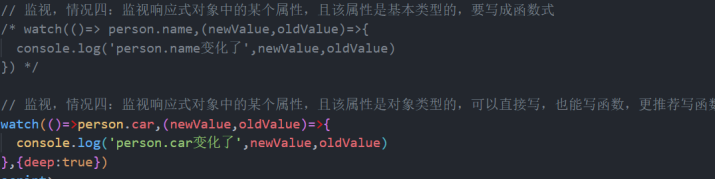 // 监视，情况四：监视响应式对象中的某个属性，且该属性是基本类型的，要写成函数式
/* watch(()=> person.name,(newValue,oldValue)=>{
console.log('person.name变化了',newValue,oldValue)
}) */
// 监视，情况四：监视响应式对象中的某个属性，且该属性是对象类型的，可以直接写，也能写函数，更推荐写函数
watch(()=>person.car,(newValue,oldValue)=>{
console.log('person.car变化了',newValue,oldValue)
},{deep:true})